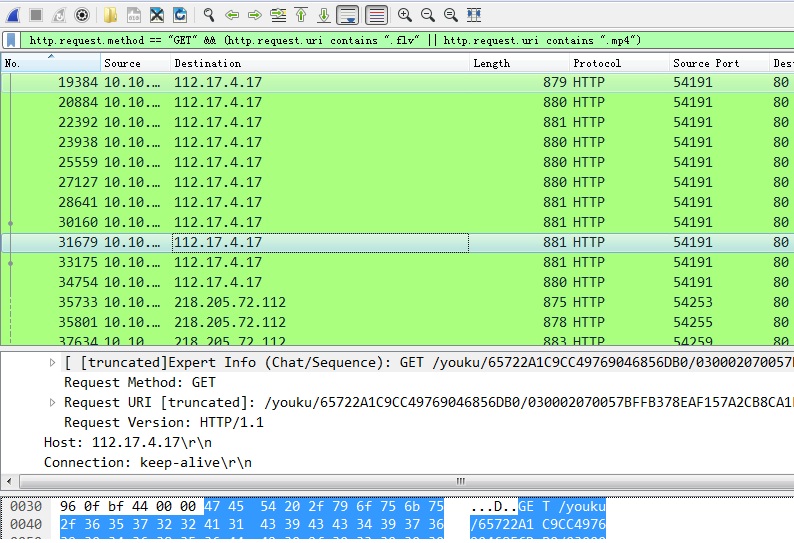 http.request.method == "GET" && (http.request.uri contains ".flv" || http.request.uri contains ".mp4")
No. Source Destination Length Protocol Source Port Dest
19384 10.10.… 112.17.4.17 879 HTTP 54191 80
20884 10.10.… 112.17.4.17 880 HTTP 54191 80
22392 10.10.… 112.17.4.17 881 HTTP 54191 80
23938 10.10.… 112.17.4.17 880 HTTP 54191 80
25559 10.10.… 112.17.4.17 880 HTTP 54191 80
27127 10.10.… 112.17.4.17 880 HTTP 54191 80
28641 10.10.… 112.17.4.17 881 HTTP 54191 80
30160 10.10.… 112.17.4.17 881 HTTP 54191 80
31679 10.10.… 112.17.4.17 881 HTTP 54191 80
33175 10.10.… 112.17.4.17 881 HTTP 54191 80
34754 10.10.… 112.17.4.17 880 HTTP 54191 80
35733 10.10.… 218.205.72.112 875 HTTP 54253 80
35801 10.10.… 218.205.72.112 878 HTTP 54255 80
37634 10.10.… 218.205.72.112 883 HTTP 54259 80
[ [truncated]Expert Info (Chat/Sequence): GET /youku/65722A1C9CC49769046856DB0/030002070057B
Request Method: GET
Request URI [truncated]: /youku/65722A1C9CC49769046856DB0/030002070057BFFB378EAF157A2CB8CA1
Request Version: HTTP/1.1
Host: 112.17.4.17\r\n
Connection: keep-alive\r\n
0030 96 0f bf 44 00 00 47 45 54 20 2f 79 6f 75 6b 75 ...D..GE T /youku
0040 2f 36 35 37 32 32 41 31 43 39 43 43 34 39 37 36 /65722A1 C9CC4976